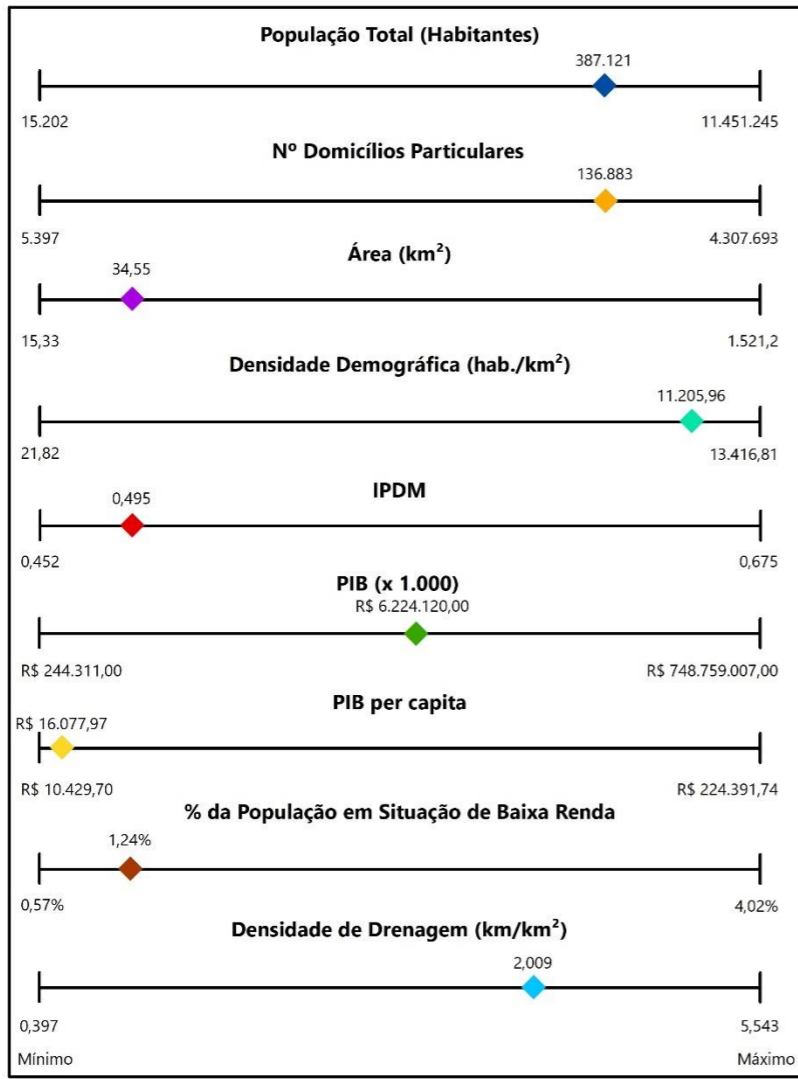 População Total (Habitantes)
387.121
15.202 11.451.245
Nº Domicílios Particulares
136.883
5.397 4.307.693
Área (km²)
34,55
15,33 1.521,2
Densidade Demográfica (hab./km²)
11.205,96
21,82 13.416,81
IPDM
0,495
0,452 0,675
PIB (x 1.000)
R$ 6.224.120,00
R$ 244.311,00 R$ 748.759.007,00
PIB per capita
R$ 16.077,97
R$ 10.429,70 R$ 224.391,74
% da População em Situação de Baixa Renda
1,24%
0,57% 4,02%
Densidade de Drenagem (km/km²)
2,009
0,397 5,543
Mínimo Máximo